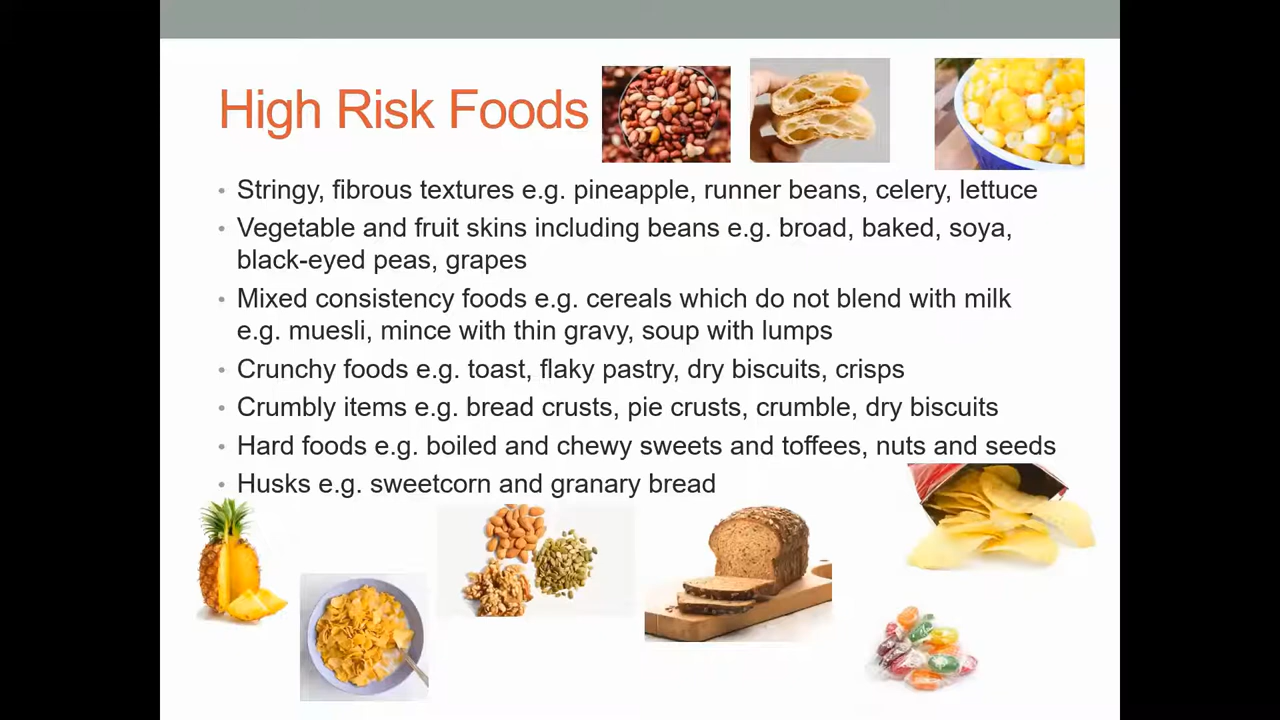 High Risk Foods
• Stringy, fibrous textures e.g. pineapple, runner beans, celery, lettuce
• Vegetable and fruit skins including beans e.g. broad, baked, soya,
black-eyed peas, grapes
• Mixed consistency foods e.g. cereals which do not blend with milk
e.g. muesli, mince with thin gravy, soup with lumps
• Crunchy foods e.g. toast, flaky pastry, dry biscuits, crisps
• Crumbly items e.g. bread crusts, pie crusts, crumble, dry biscuits
• Hard foods e.g. boiled and chewy sweets and toffees, nuts and seeds
• Husks e.g. sweetcorn and granary bread